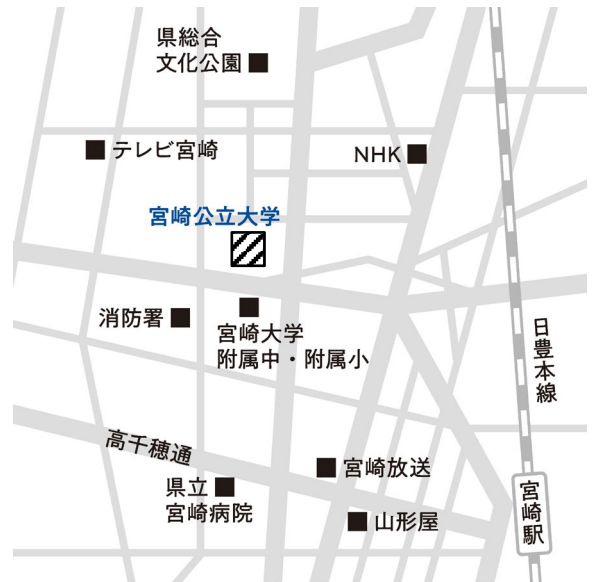 県総合
文化公園
テレビ宮崎
NHK
宮崎公立大学
消防署
宮崎大学
附属中・附属小
日豊本線
高千穂通
宮崎放送
県立
宮崎病院
宮崎駅
山形屋